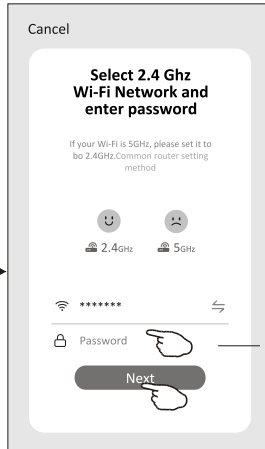 Cancel
Select 2.4 Ghz
Wi-Fi Network and
enter password
If your Wi-Fi is 5GHz, please set it to
bo 2.4GHz.Common router setting
method
2.4GHz 5GHz
*******
Password
Next